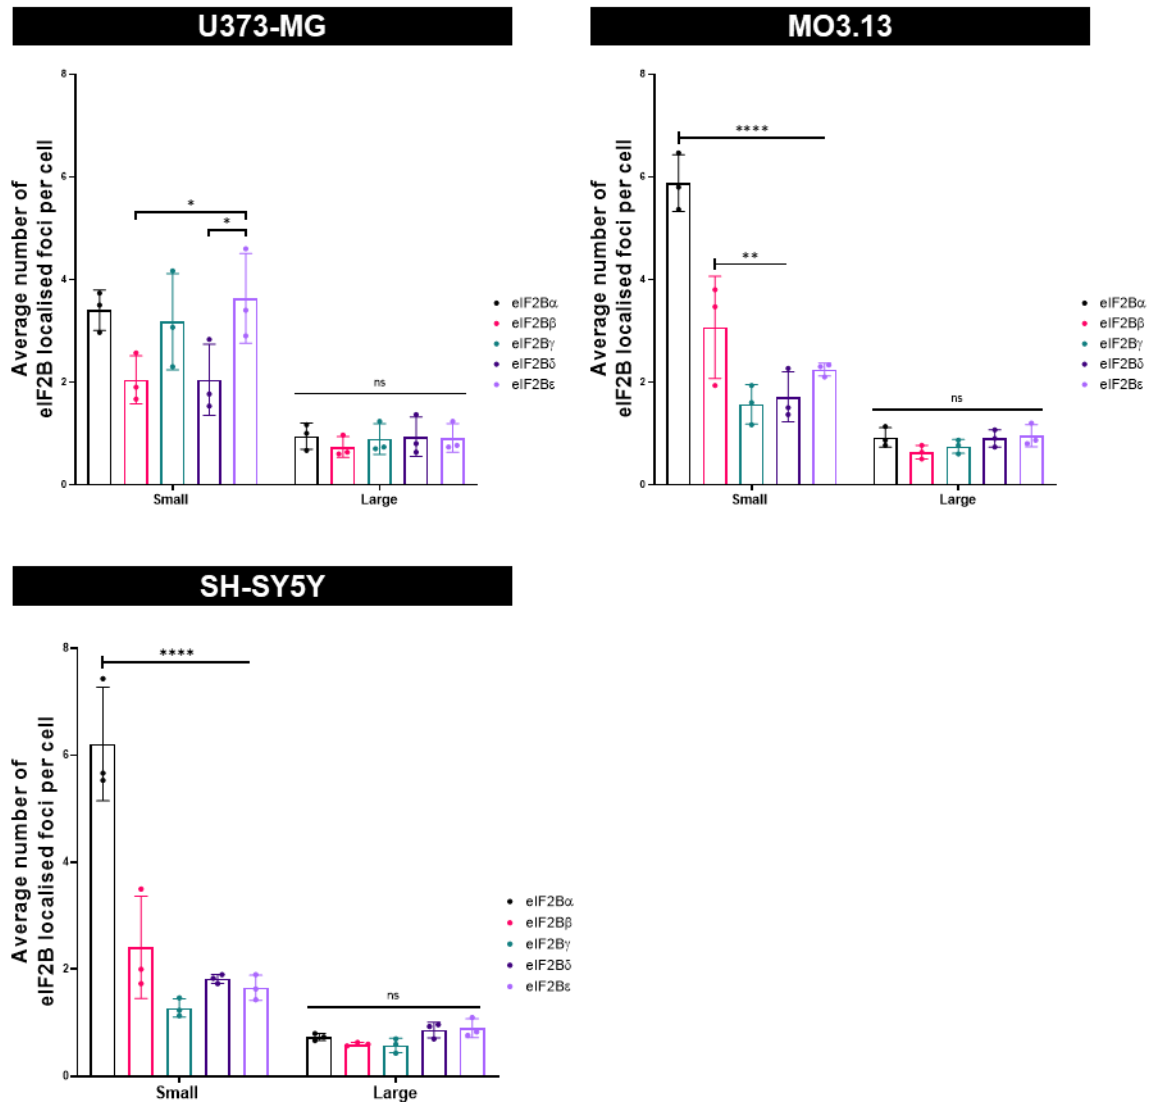 U373-MG
Average number of
eIF2B localised foci per cell
8
6
4
2
0
*
*
ns
Small
Large
eIF2Bα
eIF2Bβ
eIF2Bγ
eIF2Bδ
eIF2Bε
MO3.13
Average number of
eIF2B localised foci per cell
8
6
4
2
0
****
**
ns
Small
Large
eIF2Bα
eIF2Bβ
eIF2Bγ
eIF2Bδ
eIF2Bε
SH-SY5Y
Average number of
eIF2B localised foci per cell
8
6
4
2
0
****
ns
Small
Large
eIF2Bα
eIF2Bβ
eIF2Bγ
eIF2Bδ
eIF2Bε